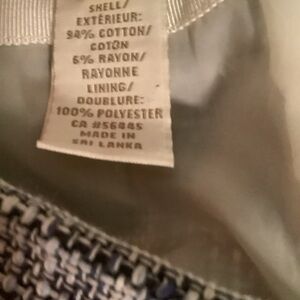 SHELL/
EXTÉRIEUR:
94% COTTON/
COTON
6% RAYON/
RAYONNE
LINING/
DOUBLURE:
100% POLYESTER
CA #56445
MADE IN
SRI LANKA